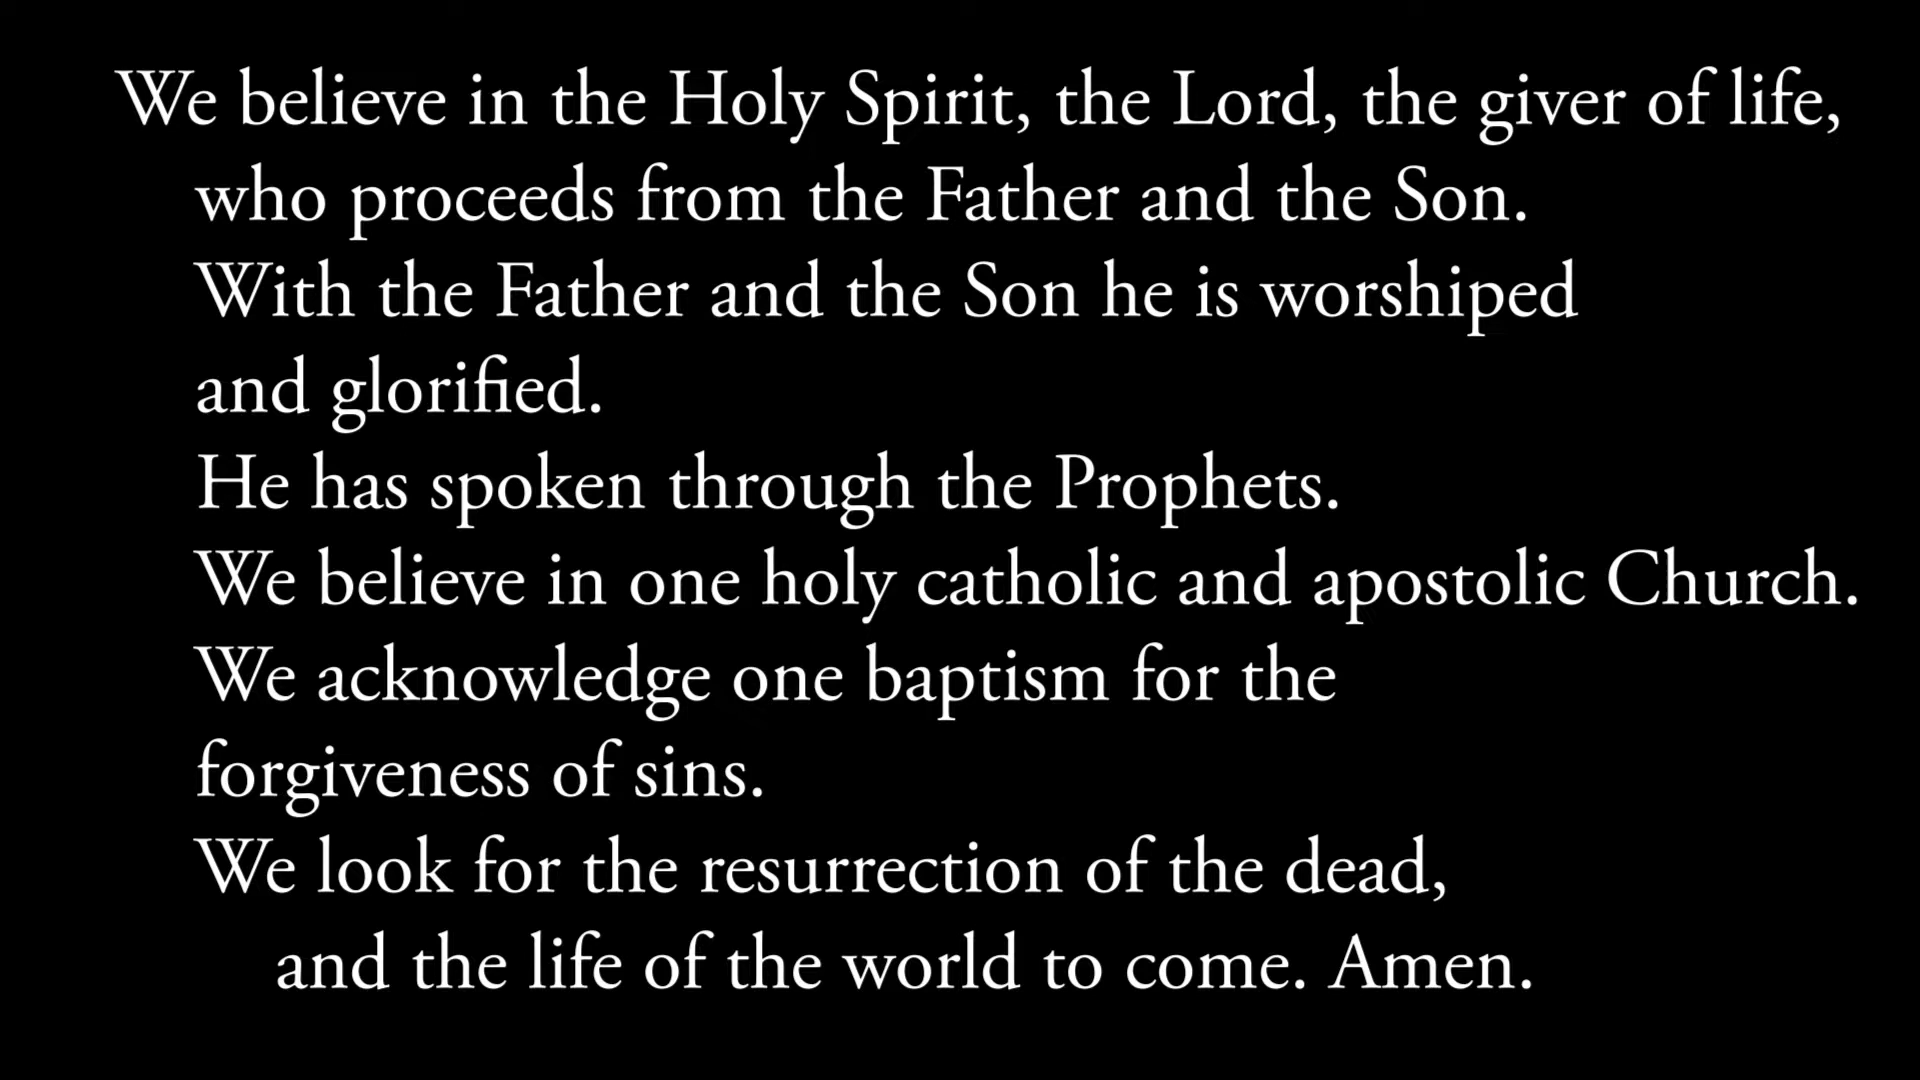 We believe in the Holy Spirit, the Lord, the giver of life,
who proceeds from the Father and the Son.
With the Father and the Son he is worshiped
and glorified.
He has spoken through the Prophets.
We believe in one holy catholic and apostolic Church.
We acknowledge one baptism for the
forgiveness of sins.
We look for the resurrection of the dead,
and the life of the world to come. Amen.